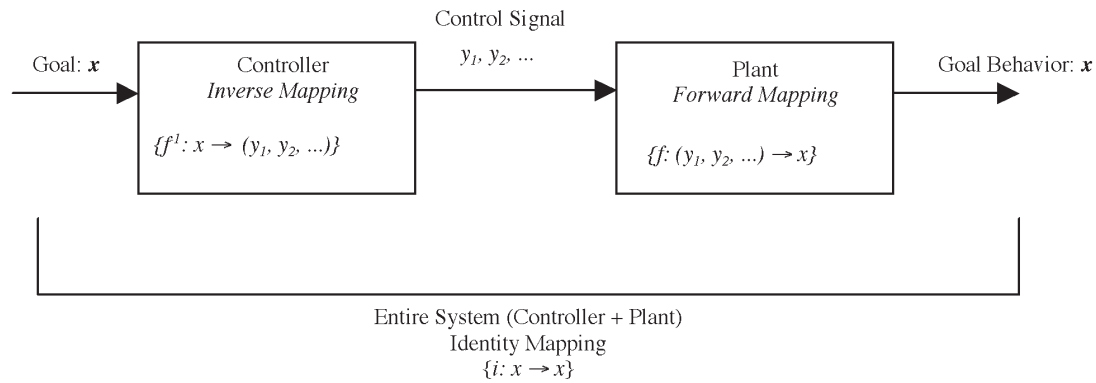 Control Signal
y₁, y₂, ...
Goal: x
Controller
Inverse Mapping
{f¹: x → (y₁, y₂, ...)}
Plant
Forward Mapping
{f: (y₁, y₂, ...) → x}
Goal Behavior: x
Entire System (Controller + Plant)
Identity Mapping
{i: x → x}